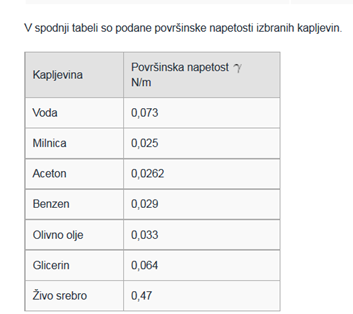 V spodnji tabeli so podane površinske napetosti izbranih kapljevin.
Kapljevina
Površinska napetost γ
N/m
Voda 0,073
Milnica 0,025
Aceton 0,0262
Benzen 0,029
Olivno olje 0,033
Glicerin 0,064
Živo srebro 0,47